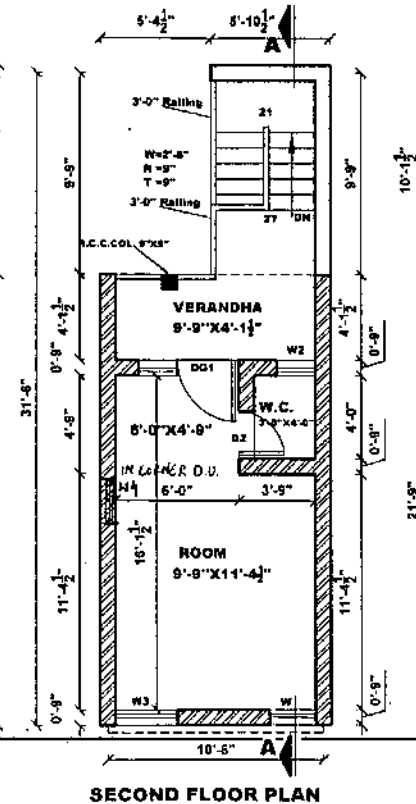 5'-4½" 5'-10½"
A
3'-0" Railing
21
W=2'-8"
R =9"
T =9"
3'-0" Railing
27 DN
9'-9" 9'-9" 10'-1½"
R.C.C.COL. 9"X9"
VERANDHA
9'-9"X4'-1½"
4'-1½" 4'-1½"
W2
0'-9" 0'-9"
DG1
W.C.
6'-0"X4'-9"
D2
4'-9" 4'-0"
0'-9"
31'-6"
IN CORNER D.U.
6'-0" 3'-9"
21'-9"
16'-1½"
ROOM
9'-9"X11'-4½"
11'-4½" 11'-4½"
W3 W
0'-9" 0'-9"
10'-6" A
SECOND FLOOR PLAN